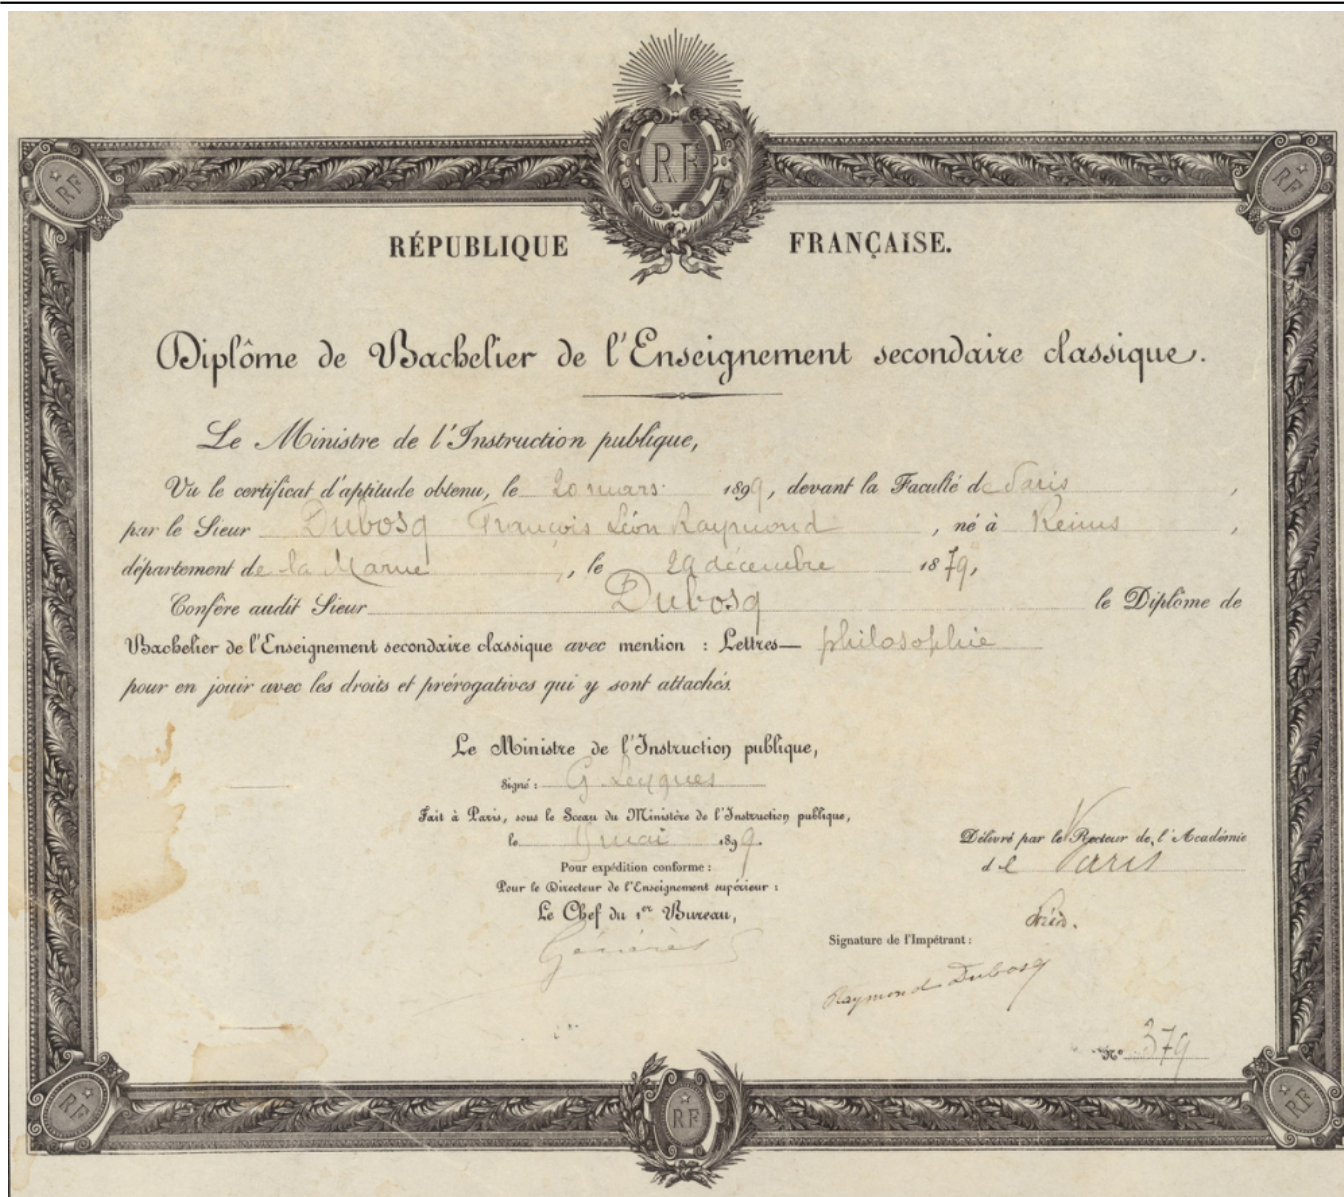 RF
RF
RF
RÉPUBLIQUE FRANÇAISE.
Diplôme de Bachelier de l'Enseignement secondaire classique.
Le Ministre de l'Instruction publique,
Vu le certificat d'aptitude obtenu, le 20 mars 1899, devant la Faculté de Paris,
par le Sieur Dubosq François Léon Raymond, né à Reims,
département de la Marne, le 29 décembre 1879,
Confère audit Sieur Dubosq le Diplôme de
Bachelier de l'Enseignement secondaire classique avec mention : Lettres — philosophie
pour en jouir avec les droits et prérogatives qui y sont attachés.
Le Ministre de l'Instruction publique,
Signé : G Leygues
Fait à Paris, sous le Sceau du Ministère de l'Instruction publique,
le mai 1899.
Délivré par le Recteur de l'Académie
de Paris
Pour expédition conforme :
Pour le Directeur de l'Enseignement supérieur :
Le Chef du 1er Bureau,
Signature de l'Impétrant :
Raymond Dubosq
N° 379
RF
RF
RF